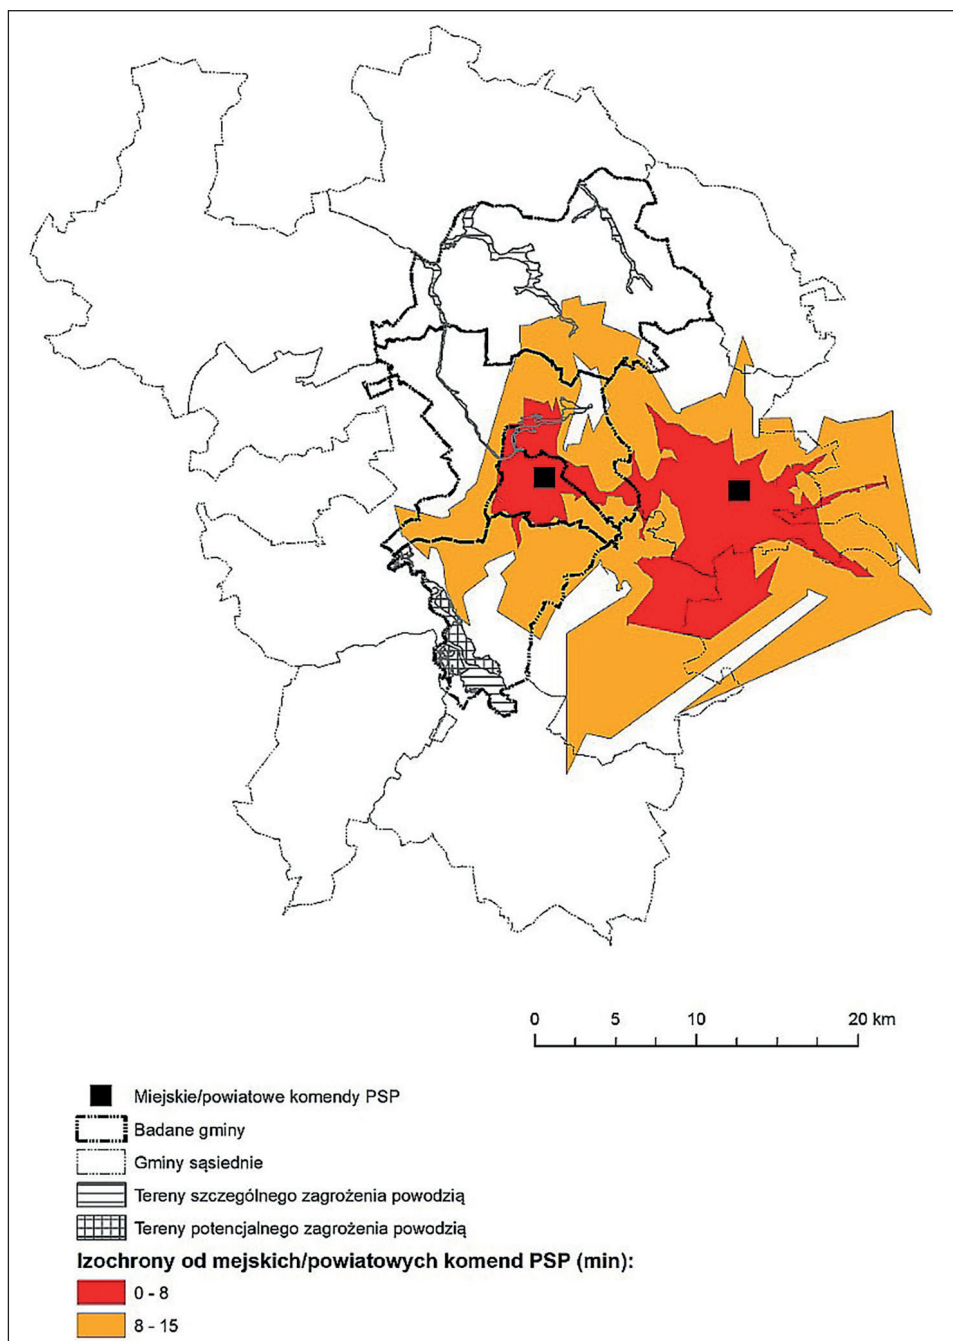 0 5 10 20 km
Miejskie/powiatowe komendy PSP
Badane gminy
Gminy sąsiednie
Tereny szczególnego zagrożenia powodzią
Tereny potencjalnego zagrożenia powodzią
Izochrony od mejskich/powiatowych komend PSP (min):
0 - 8
8 - 15